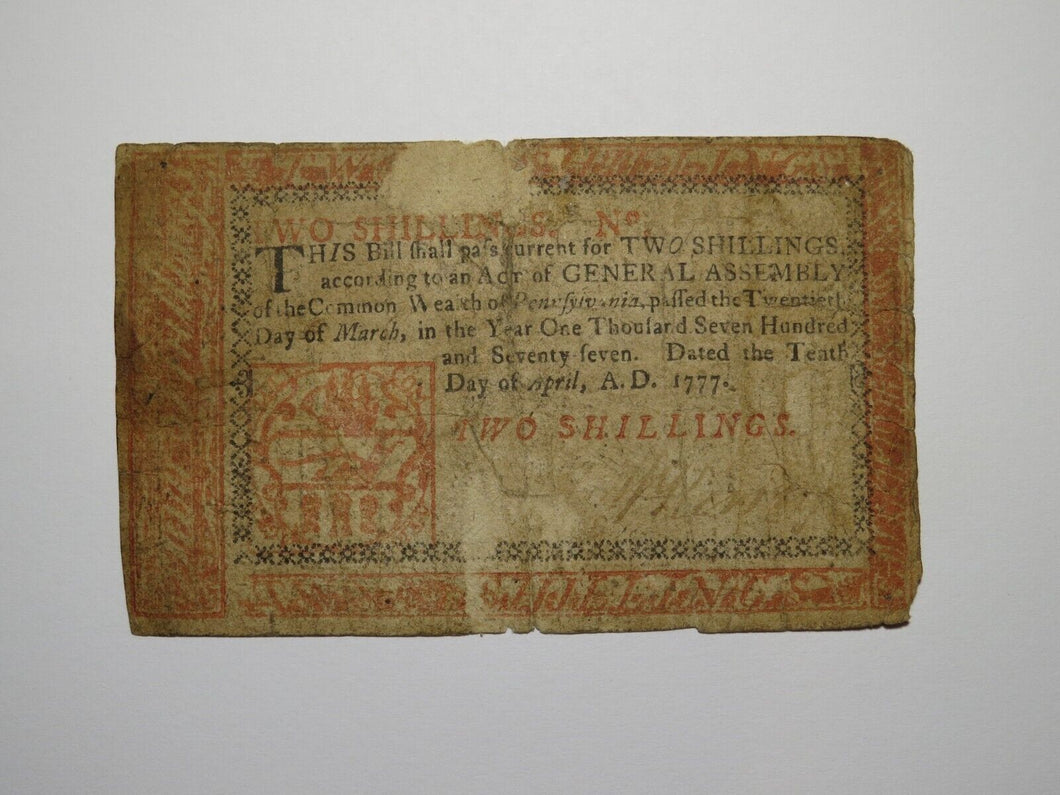 TWO SHILLINGS. No.
THIS Bill ſhall paſs current for TWO SHILLINGS,
according to an ACT of GENERAL ASSEMBLY
of the Common Wealth of Pennſylvania, paſſed the Twentieth
Day of March, in the Year One Thouſand Seven Hundred
and Seventy-ſeven. Dated the Tenth
Day of April, A.D. 1777.
TWO SHILLINGS.